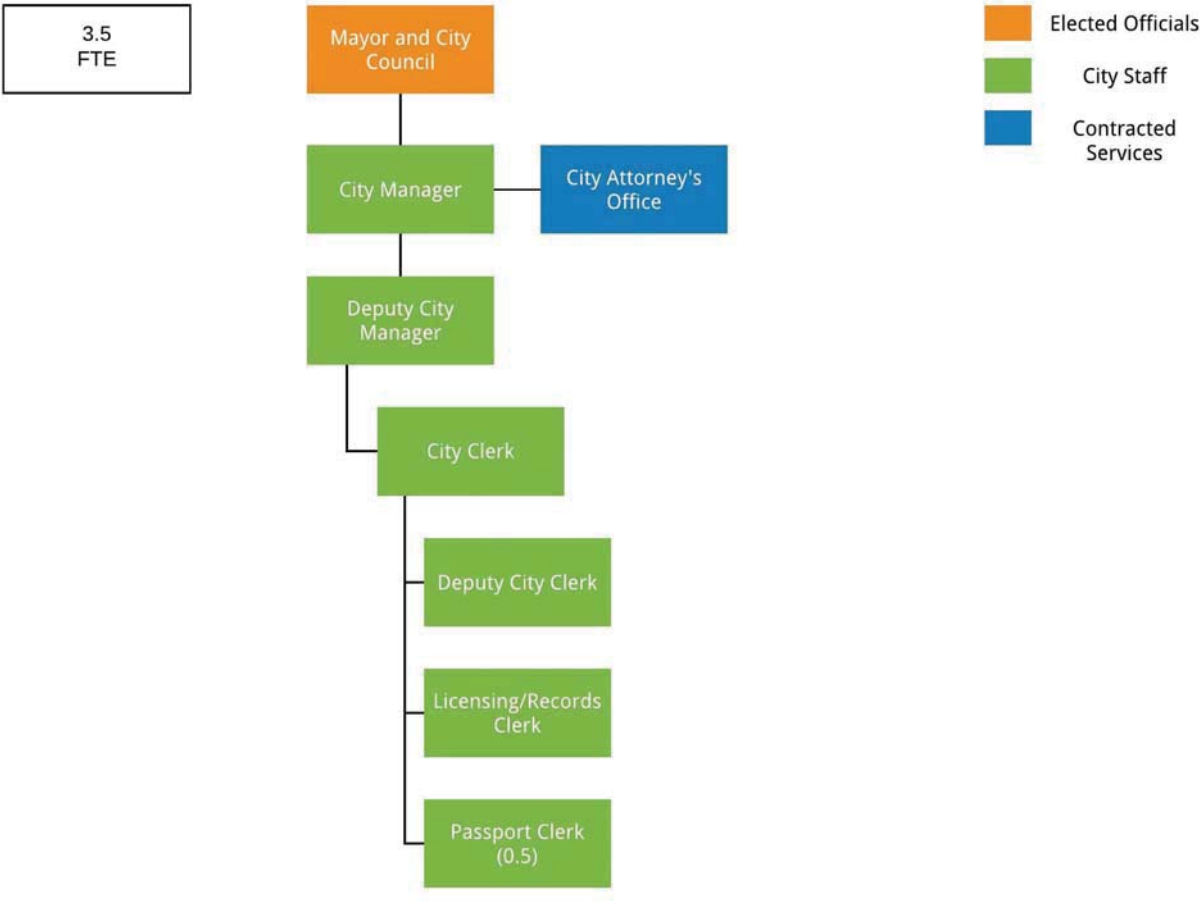 3.5
FTE
Mayor and City
Council
Elected Officials
City Staff
Contracted
Services
City Manager
City Attorney's
Office
Deputy City
Manager
City Clerk
Deputy City Clerk
Licensing/Records
Clerk
Passport Clerk
(0.5)